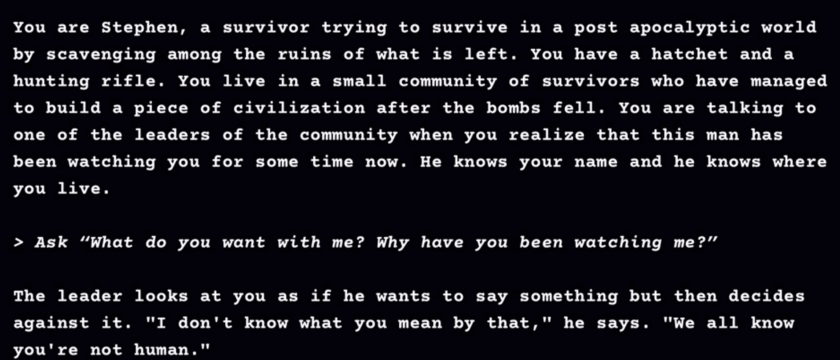 You are Stephen, a survivor trying to survive in a post apocalyptic world
by scavenging among the ruins of what is left. You have a hatchet and a
hunting rifle. You live in a small community of survivors who have managed
to build a piece of civilization after the bombs fell. You are talking to
one of the leaders of the community when you realize that this man has
been watching you for some time now. He knows your name and he knows where
you live.
> Ask “What do you want with me? Why have you been watching me?”
The leader looks at you as if he wants to say something but then decides
against it. "I don't know what you mean by that," he says. "We all know
you're not human."